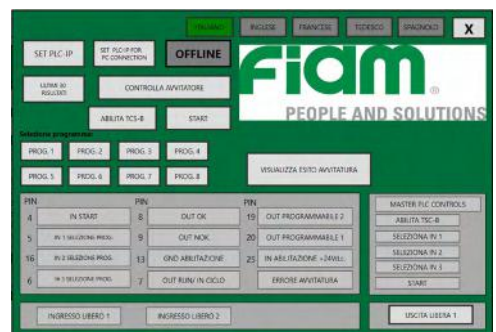 ITALIANO INGLESE FRANCESE TEDESCO SPAGNOLO X
SET PLC-IP
SET PLC-IP FOR
PC CONNECTION
OFFLINE
Fiam®
PEOPLE AND SOLUTIONS
ULTIMI 30
RISULTATI
CONTROLLA AVVITATORE
ABILITA TCS-B START
Selezione programma:
PROG. 1 PROG. 2 PROG. 3 PROG. 4
PROG. 5 PROG. 6 PROG. 7 PROG. 8
VISUALIZZA ESITO AVVITATURA
PIN PIN PIN
4 IN START 8 OUT OK 19 OUT PROGRAMMABILE 2
5 IN 1 SELEZIONE PROG. 9 OUT NOK 20 OUT PROGRAMMABILE 1
16 IN 2 SELEZIONE PROG. 13 GND ABILITAZIONE 25 IN ABILITAZIONE +24Vd.c.
6 IN 3 SELEZIONE PROG. 7 OUT RUN/ IN CICLO ERRORE AVVITATURA
MASTER PLC CONTROLS
ABILITA TSC-B
SELEZIONA IN 1
SELEZIONA IN 2
SELEZIONA IN 3
START
INGRESSO LIBERO 1 INGRESSO LIBERO 2 USCITA LIBERA 1